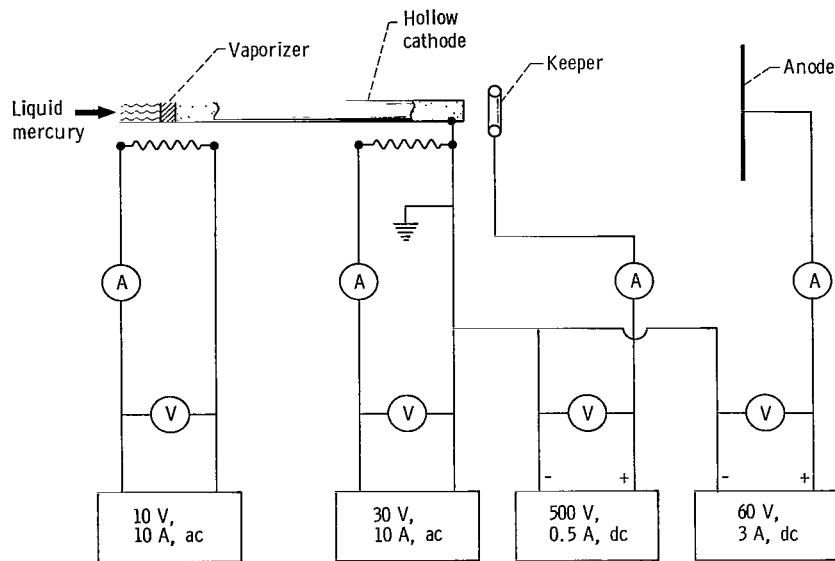 Vaporizer
Hollow
cathode
Keeper
Anode
Liquid
mercury
A
A
A
A
V
V
V
V
- +
- +
10 V,
10 A, ac
30 V,
10 A, ac
500 V,
0.5 A, dc
60 V,
3 A, dc